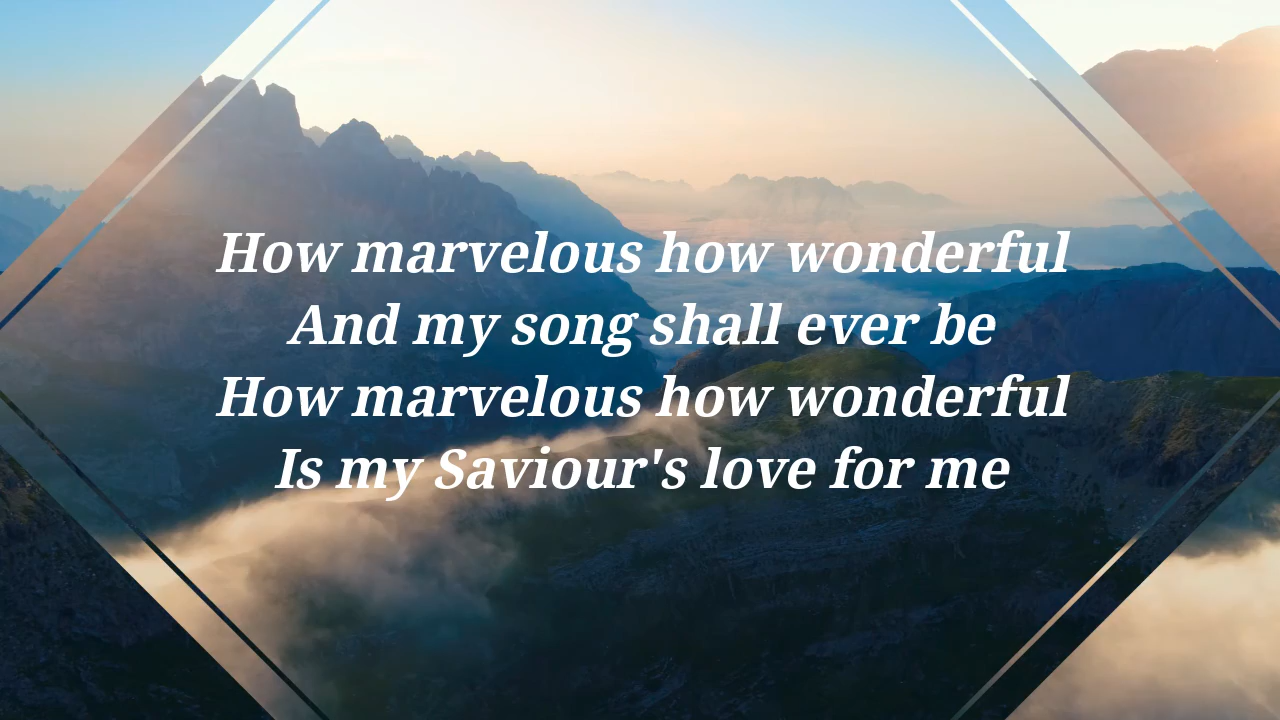 How marvelous how wonderful
And my song shall ever be
How marvelous how wonderful
Is my Saviour's love for me